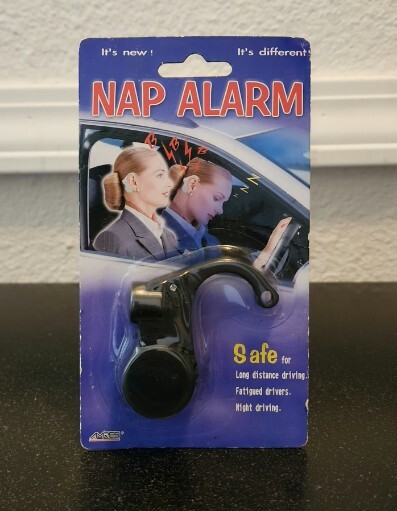 It's new!
It's different!
NAP ALARM
Z Z Z
Safe for
Long distance driving.
Fatigued drivers.
Night driving.